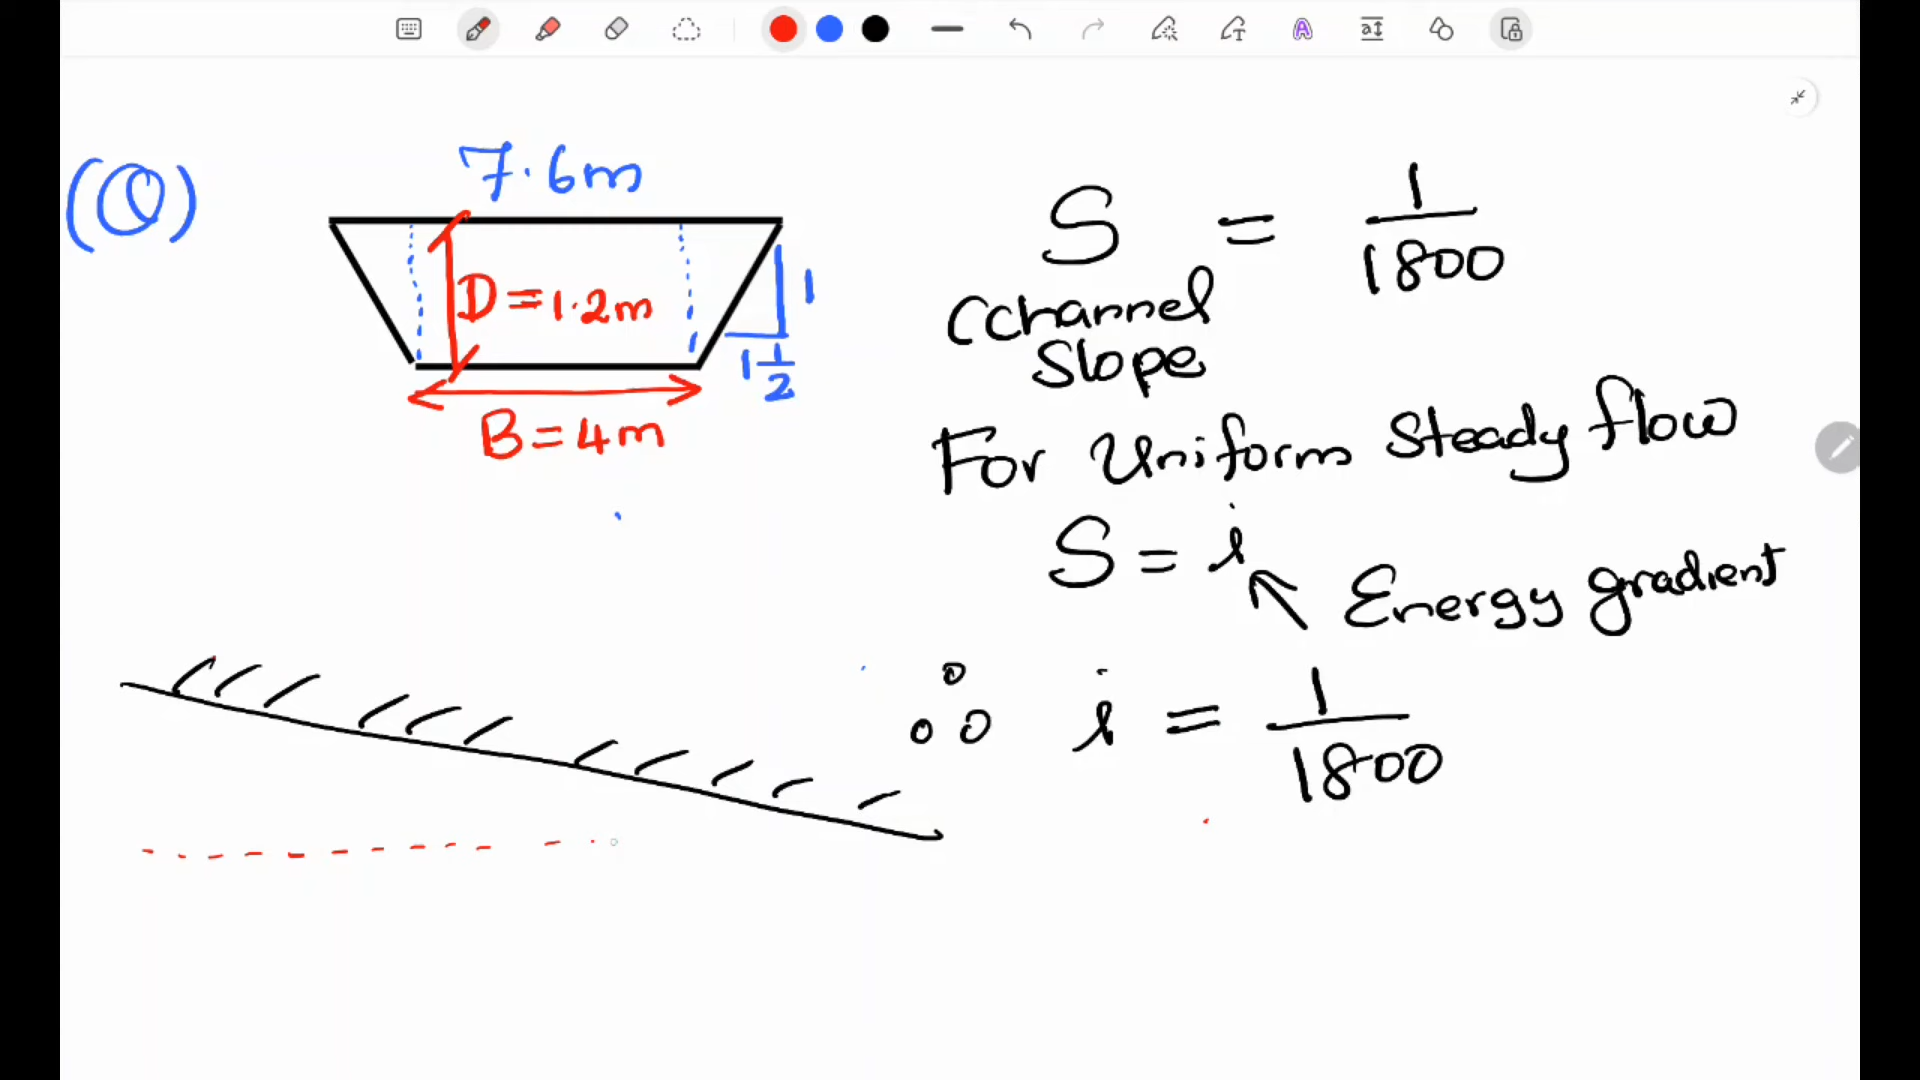 (Q)
7.6m
D=1.2m
1
1 1/2
B=4m
S = 1/1800
(Channel
Slope
For Uniform Steady flow
S = i
Energy gradient
i = 1/1800